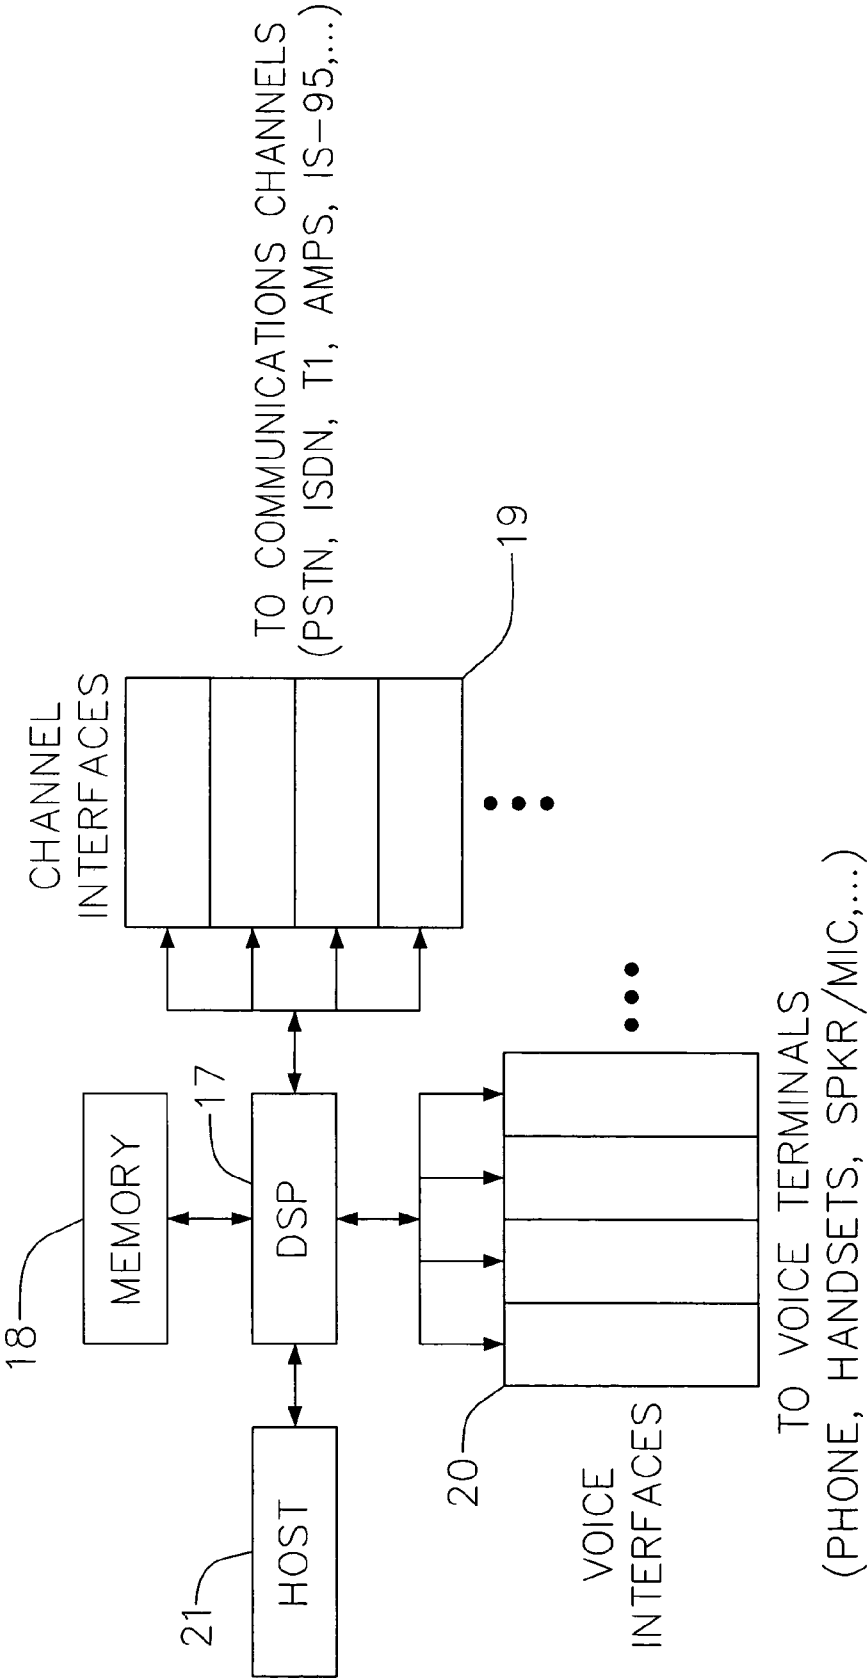 18
MEMORY
17
CHANNEL
INTERFACES
21
HOST
DSP
TO COMMUNICATIONS CHANNELS
(PSTN, ISDN, T1, AMPS, IS-95,...)
19
20
VOICE
INTERFACES
TO VOICE TERMINALS
(PHONE, HANDSETS, SPKR/MIC,...)